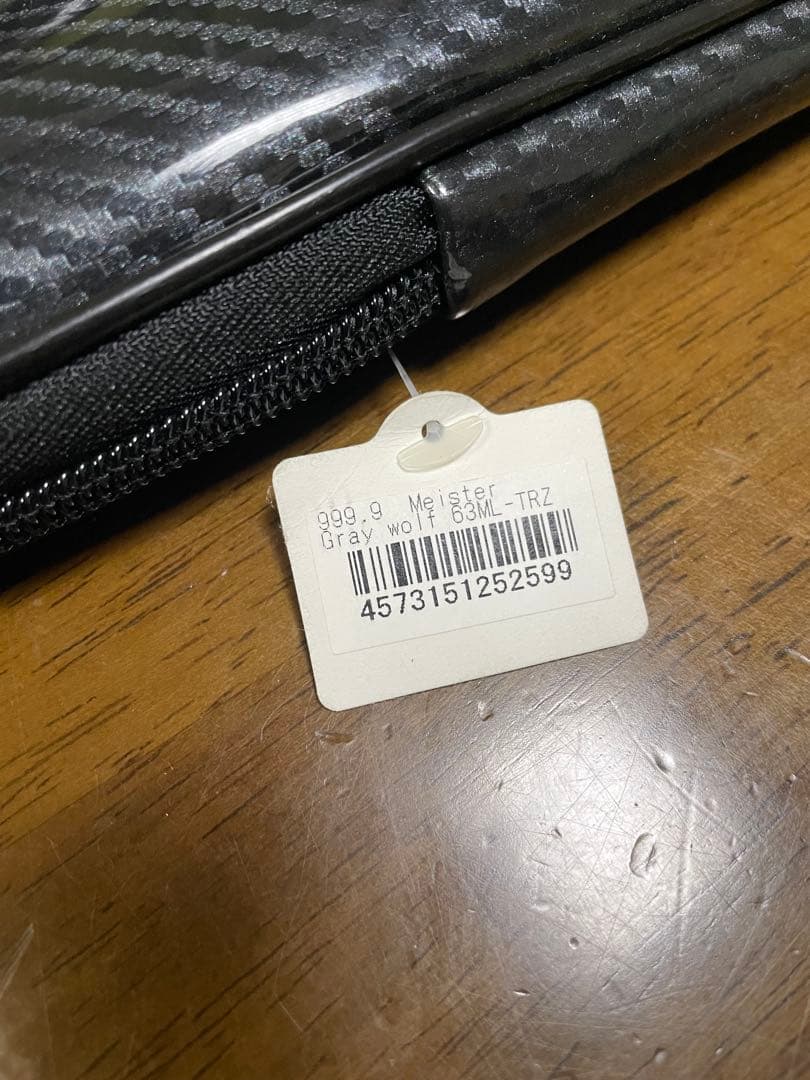 999.9 Meister
Gray wolf 63ML-TRZ
4573151252599